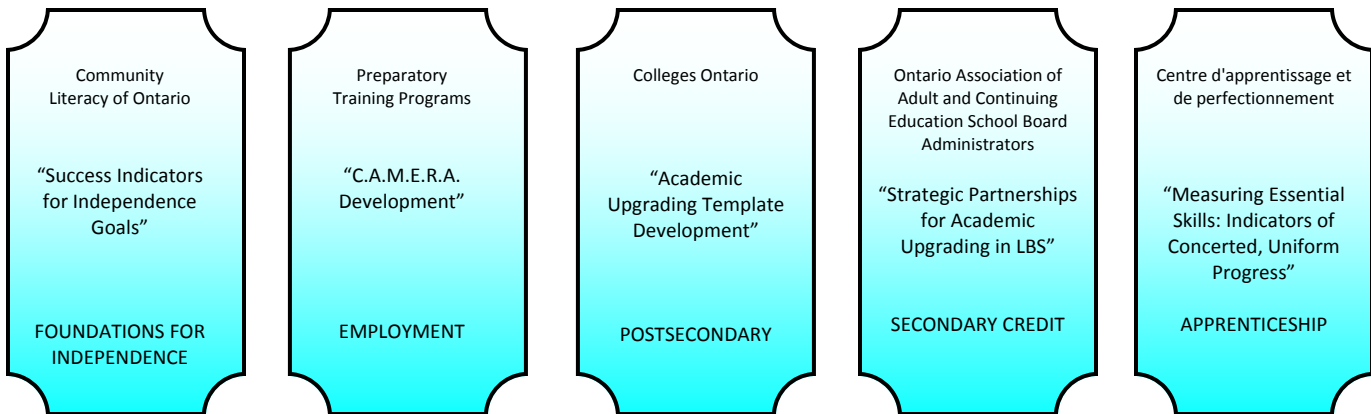 Community
Literacy of Ontario
“Success Indicators
for Independence
Goals”
FOUNDATIONS FOR
INDEPENDENCE
Preparatory
Training Programs
“C.A.M.E.R.A.
Development”
EMPLOYMENT
Colleges Ontario
“Academic
Upgrading Template
Development”
POSTSECONDARY
Ontario Association of
Adult and Continuing
Education School Board
Administrators
“Strategic Partnerships
for Academic
Upgrading in LBS”
SECONDARY CREDIT
Centre d'apprentissage et
de perfectionnement
“Measuring Essential
Skills: Indicators of
Concerted, Uniform
Progress”
APPRENTICESHIP